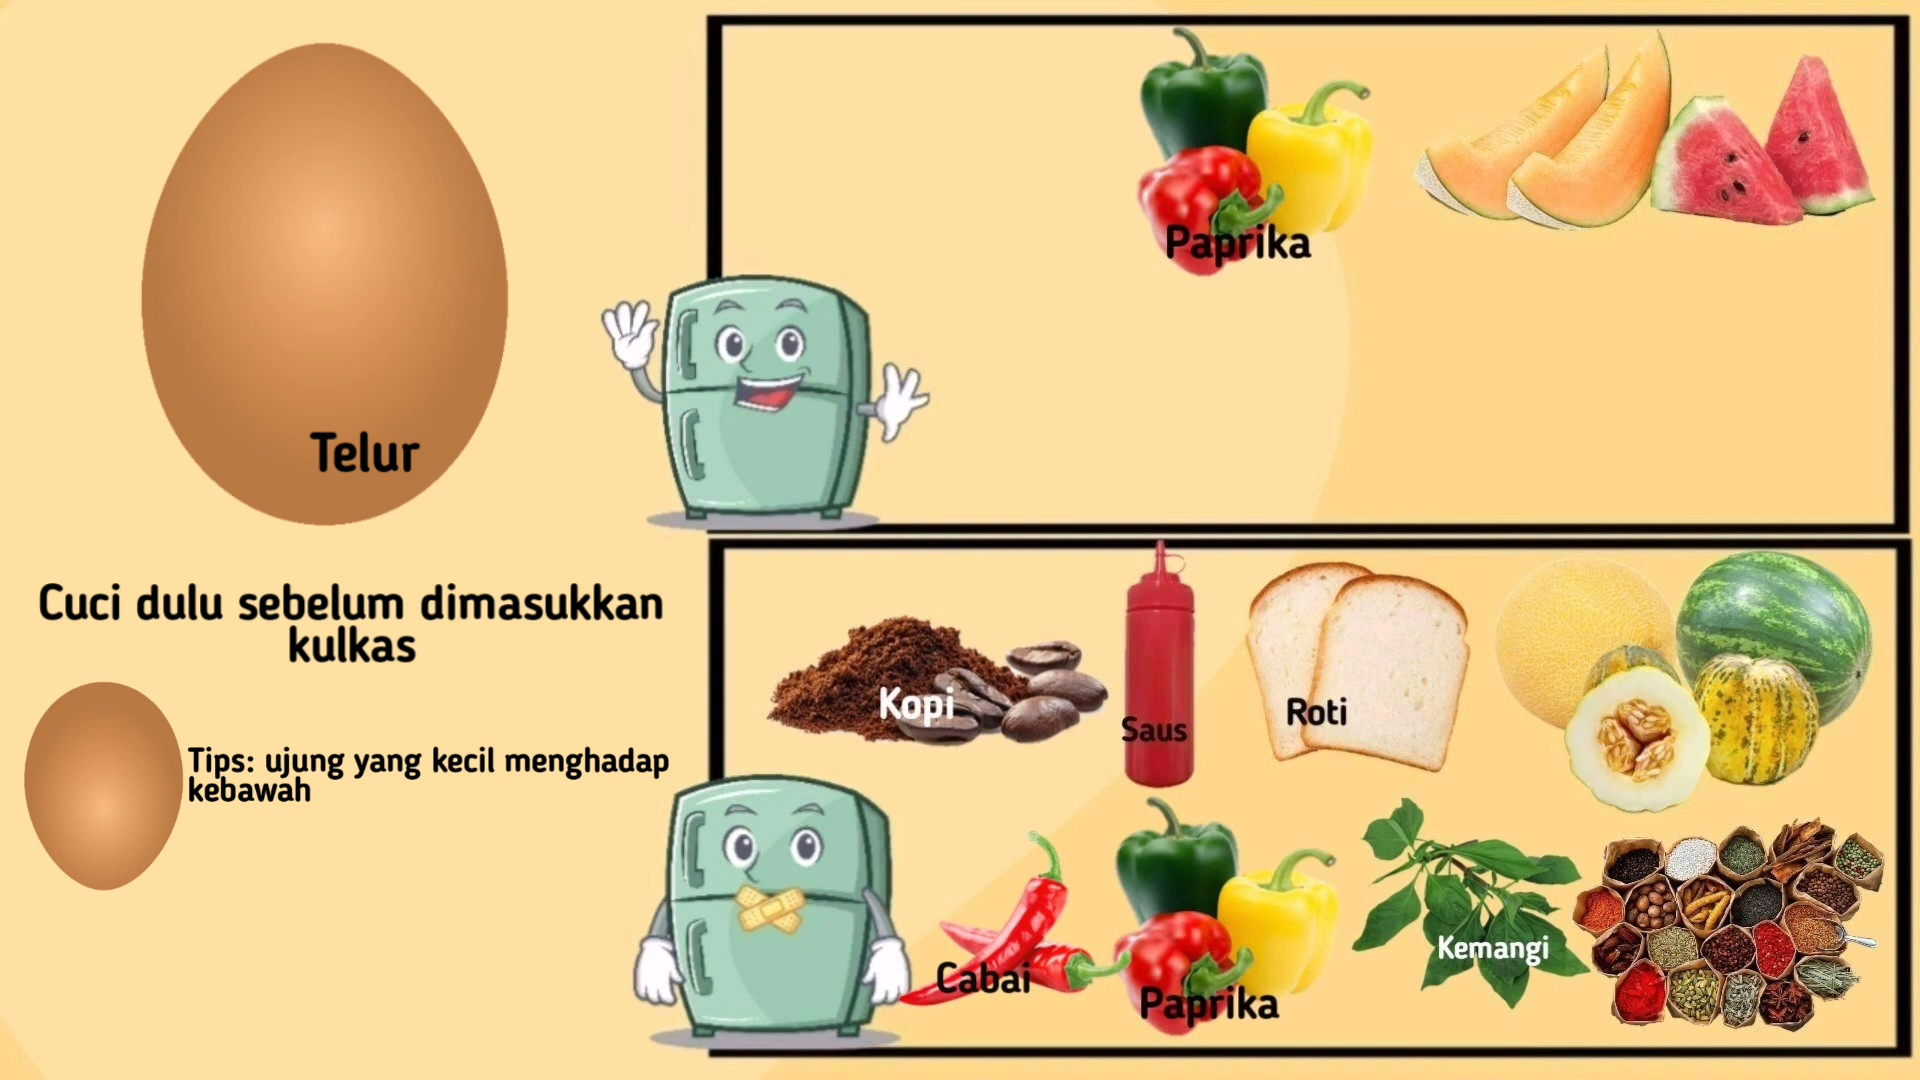 Telur
Cuci dulu sebelum dimasukkan
kulkas
Tips: ujung yang kecil menghadap
kebawah
Paprika
Kopi
Saus
Roti
Cabai
Paprika
Kemangi